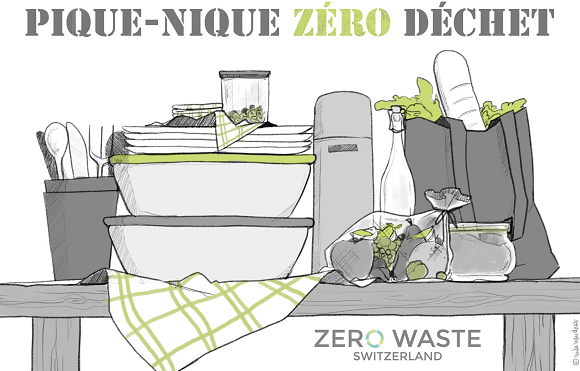 PIQUE-NIQUE ZÉRO DÉCHET
ZERO WASTE
SWITZERLAND